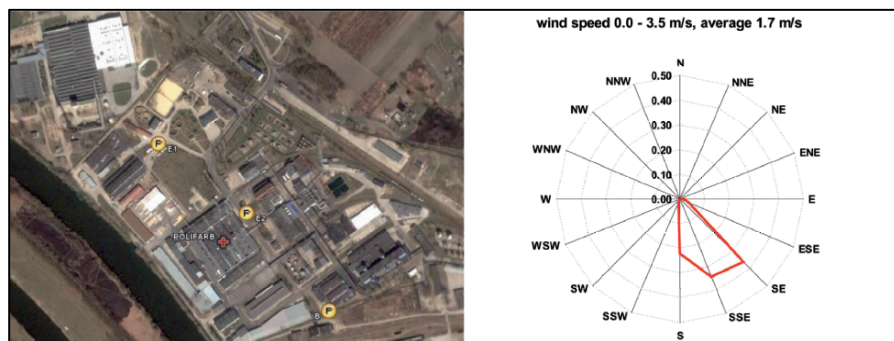 wind speed 0.0 - 3.5 m/s, average 1.7 m/s
N
NNW
NNE
0.50
NW
NE
0.40
0.30
WNW
ENE
0.20
0.10
W
0.00
E
WSW
ESE
SW
SE
SSW
SSE
S
P
E1
P
E2
POLIFARB
B
P